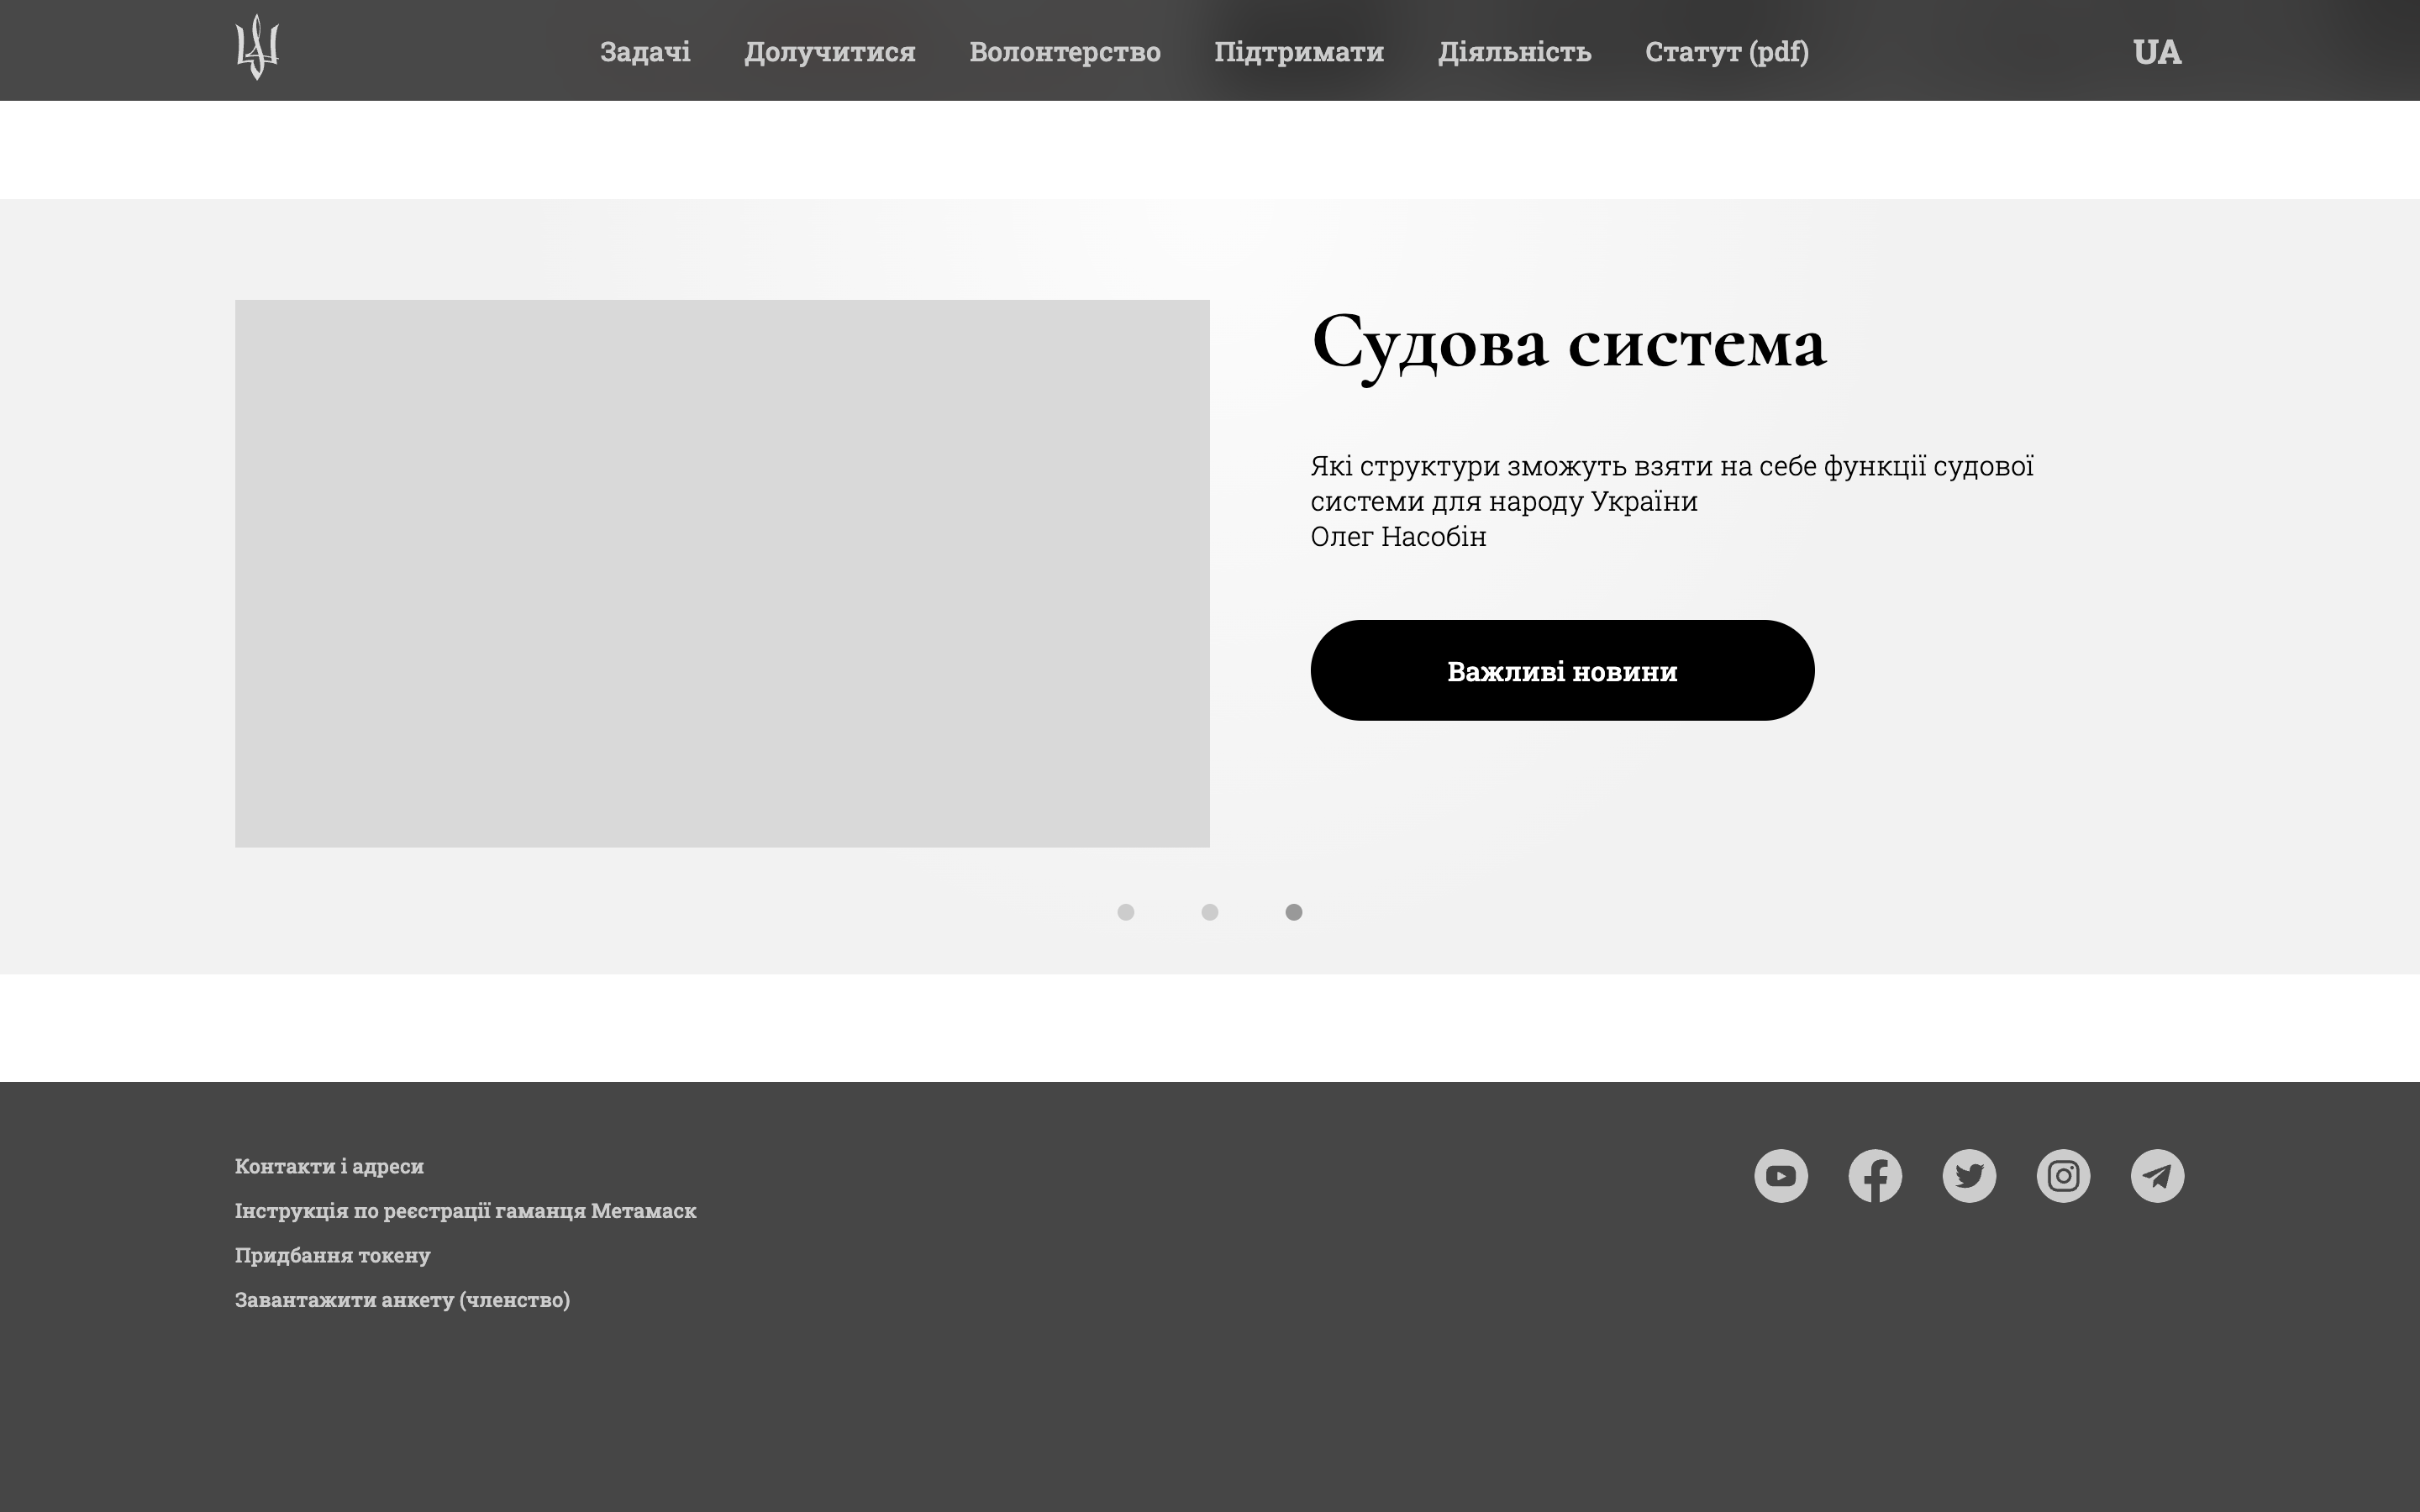 Задачі
Долучитися
Волонтерство
Підтримати
Діяльність
Статут (pdf)
UA
Судова система
Які структури зможуть взяти на себе функції судової
системи для народу України
Олег Насобін
Важливі новини
Контакти і адреси
Інструкція по реєстрації гаманця Метамаск
Придбання токену
Завантажити анкету (членство)